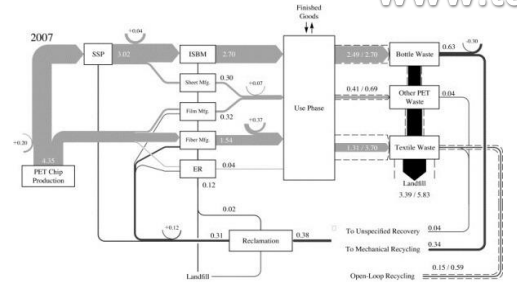 Finished
Goods
2007
+0.04
-0.30
SSP
3.02
ISBM
2.70
2.49 / 2.70
Bottle Waste
0.63
Sheet Mfg.
0.30
+0.07
0.41 / 0.69
Other PET
Waste
0.04
Film Mfg.
0.32
Use Phase
+0.37
+0.20
Fiber Mfg.
1.54
1.31 / 3.70
Textile Waste
4.35
PET Chip
Production
ER
0.04
0.12
Landfill
3.39 / 5.83
0.02
+0.12
0.31
Reclamation
0.38
To Unspecified Recovery
0.04
To Mechanical Recycling
0.34
Landfill
Open-Loop Recycling
0.15 / 0.59